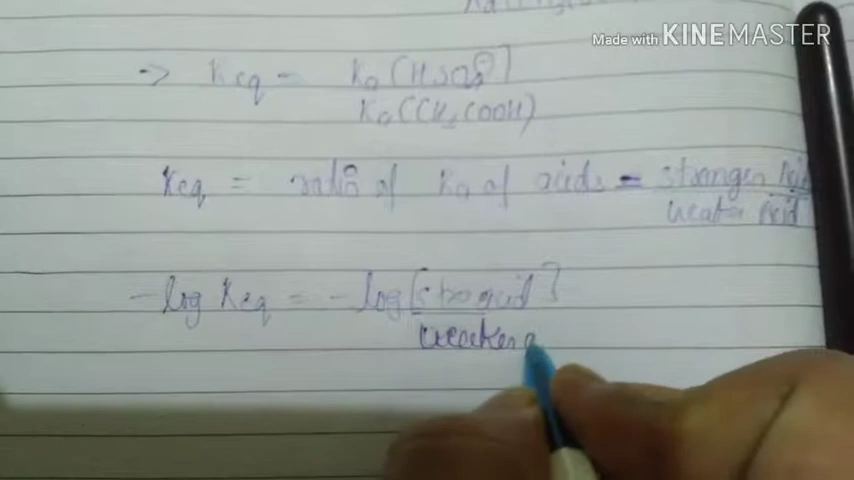 Made with KINEMASTER
→ Keq = Ka (HSO4⊖)
Ka (CH3COOH)
Keq = ratio of Ka of acids = stronger Acid
weaker Acid
-log Keq = -log [stro acid]
weaker a